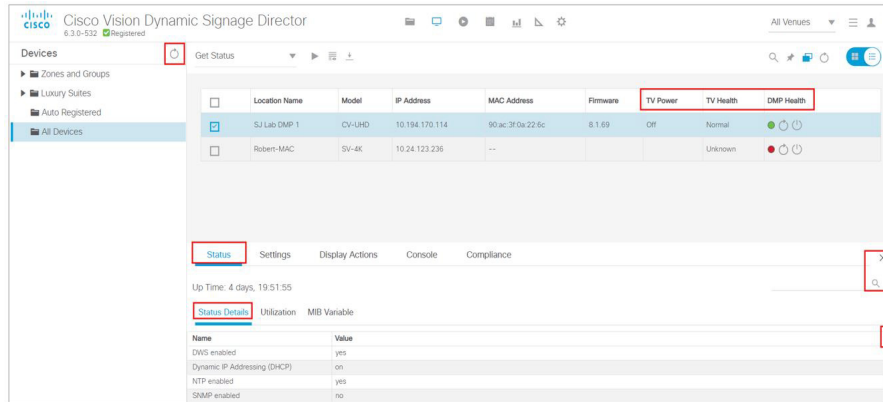 CISCO Cisco Vision Dynamic Signage Director
6.3.0-532 Registered
All Venues
Devices
Get Status
Zones and Groups
Luxury Suites
Auto Registered
All Devices
Location Name Model IP Address MAC Address Firmware TV Power TV Health DMP Health
SJ Lab DMP 1 CV-UHD 10.194.170.114 90:ac:3f:0a:22:6c 8.1.69 Off Normal
Robert-MAC SV-4K 10.24.123.236 -- Unknown
Status Settings Display Actions Console Compliance
Up Time: 4 days, 19:51:55
Status Details Utilization MIB Variable
Name Value
DWS enabled yes
Dynamic IP Addressing (DHCP) on
NTP enabled yes
SNMP enabled no